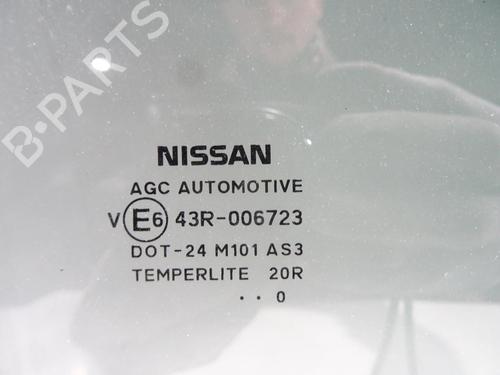 B-PARTS
NISSAN
AGC AUTOMOTIVE
V E6 43R-006723
DOT-24 M101 AS3
TEMPERLITE 20R
. . 0